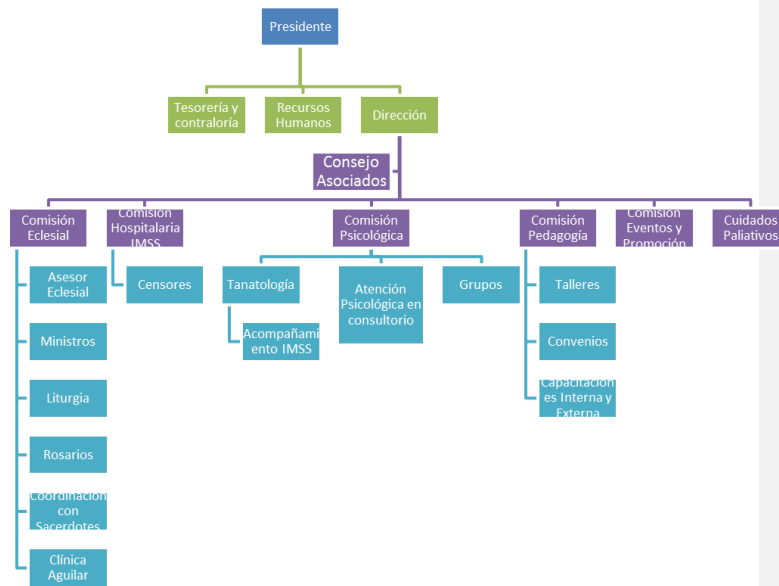 Presidente
Tesorería y
contraloría
Recursos
Humanos
Dirección
Consejo
Asociados
Comisión
Eclesial
Comisión
Hospitalaria
IMSS
Comisión
Psicológica
Comisión
Pedagogía
Comisión
Eventos y
Promoción
Cuidados
Paliativos
Asesor
Eclesial
Ministros
Liturgia
Rosarios
Coordinación
con
Sacerdotes
Clínica
Aguilar
Censores
Tanatología
Acompañami
ento IMSS
Atención
Psicológica en
consultorio
Grupos
Talleres
Convenios
Capacitacion
es Interna y
Externa